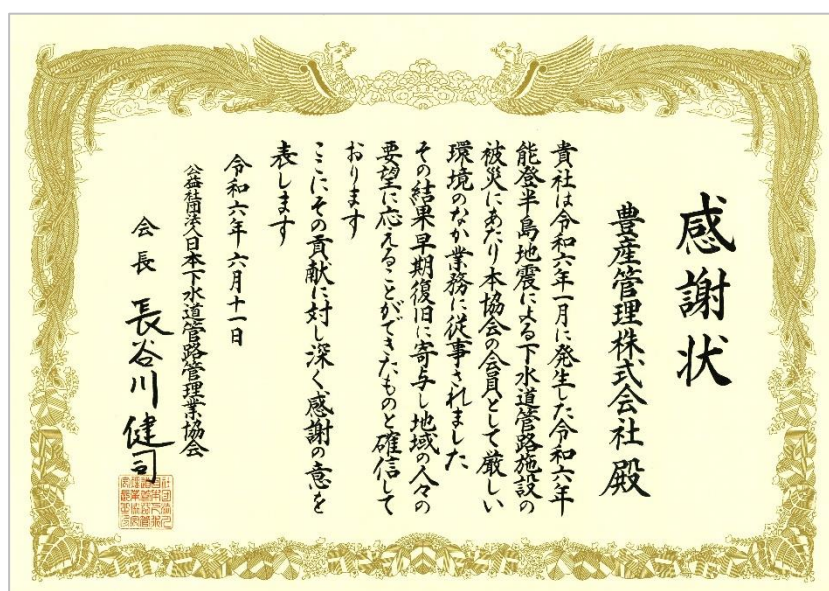 感謝状
豊産管理株式会社 殿
貴社は令和六年一月に発生した令和六年
能登半島地震による下水道管路施設の
被災にあたり本協会の会員として厳しい
環境のなか業務に従事されました
その結果早期復旧に寄与し地域の人々の
要望に応えることができたものと確信して
おります
ここにその貢献に対し深く感謝の意を
表します
令和六年六月十一日
公益社団法人日本下水道管路管理業協会
会長 長谷川健司